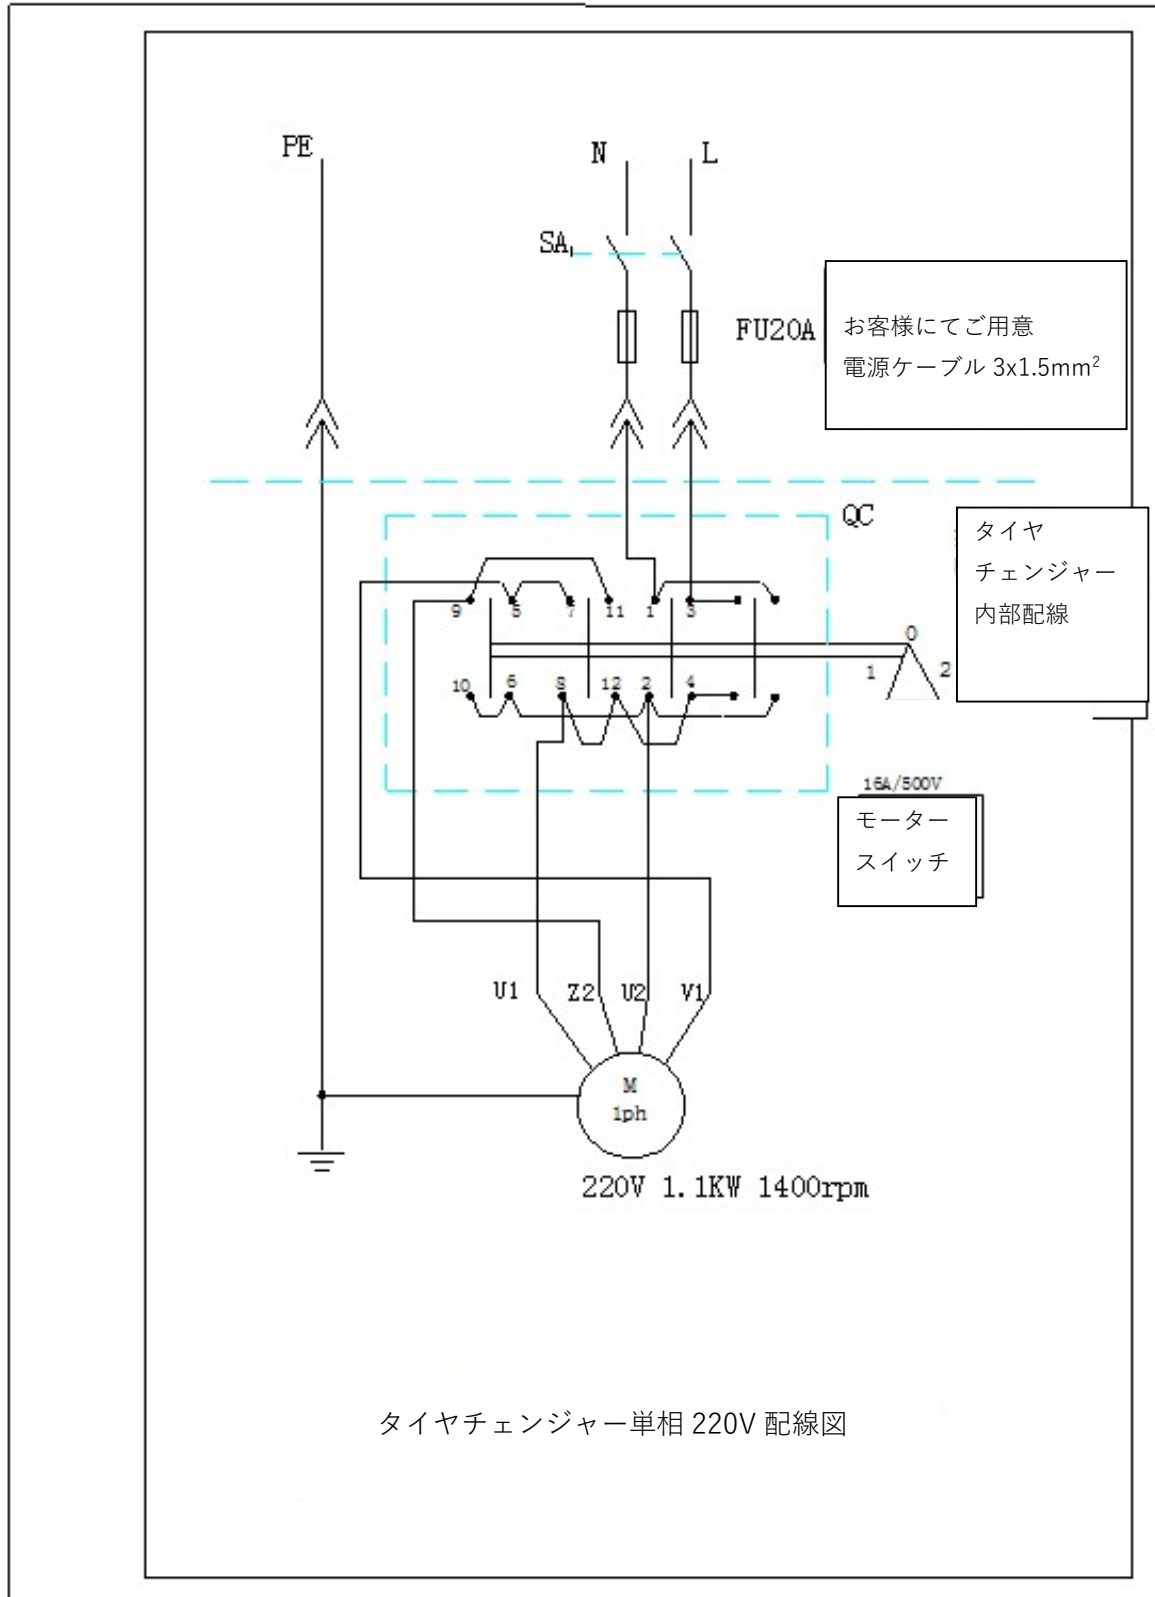 PE
N
L
SA
FU20A
お客様にてご用意
電源ケーブル 3x1.5mm²
QC
タイヤ
チェンジャー
内部配線
9
5
7
11
1
3
0
1
2
10
6
8
12
2
4
16A/500V
モーター
スイッチ
U1
Z2
U2
V1
M
1ph
220V 1.1KW 1400rpm
タイヤチェンジャー単相 220V 配線図